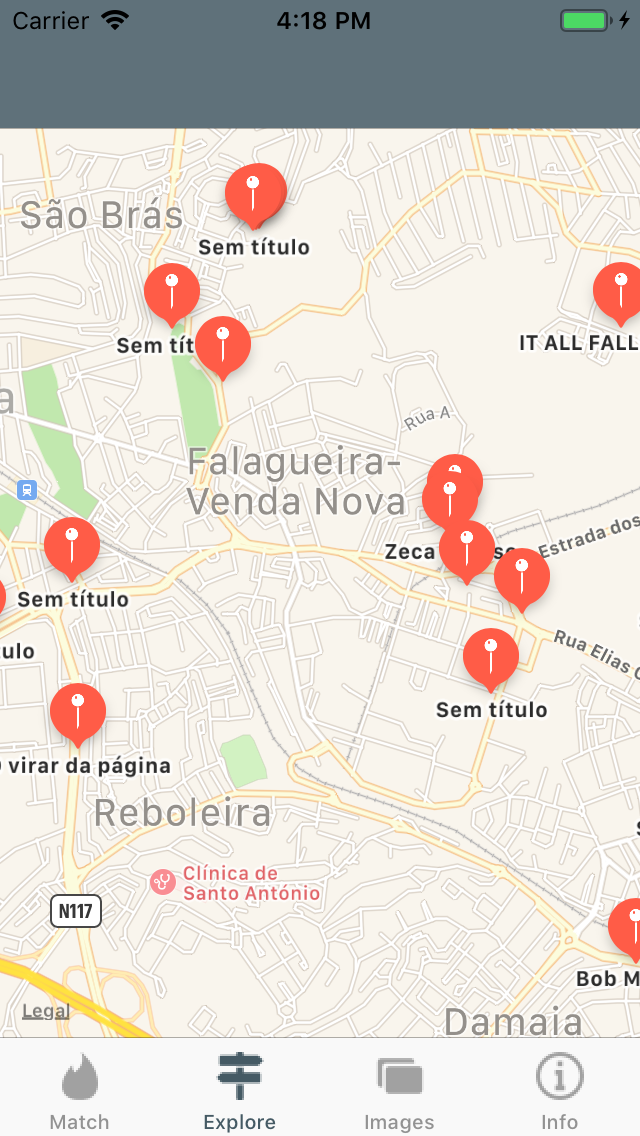 Carrier 4:18 PM
São Brás
Sem título
Sem tít
IT ALL FALL
a
Rua A
Falagueira-
Venda Nova
Zeca
Estrada dos
Sem título
Rua Elias G
tulo
Sem título
virar da página
Reboleira
Clínica de
Santo António
N117
Bob M
Legal
Damaia
Match Explore Images Info